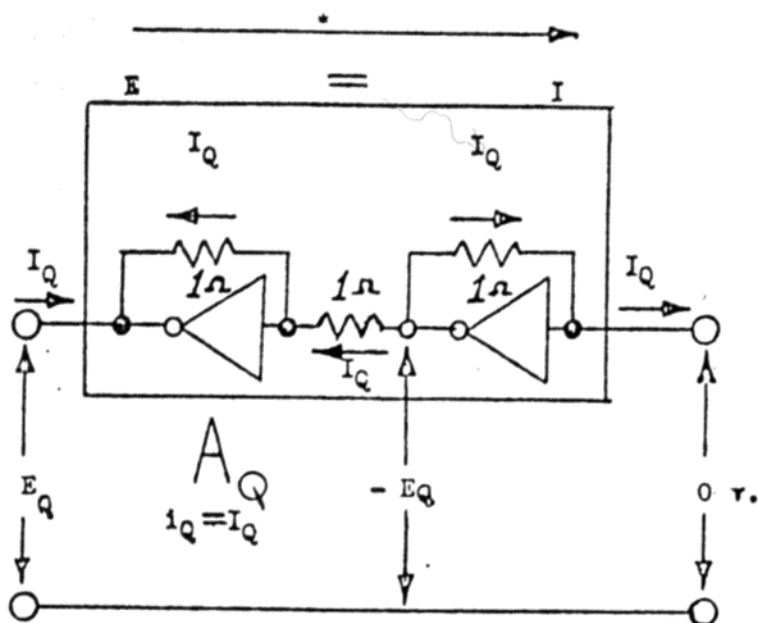 *
=
E I
I_Q I_Q
I_Q I_Q
1Ω 1Ω 1Ω
I_Q
A_Q
i_Q=I_Q
E_Q
- E_Q
0 v.